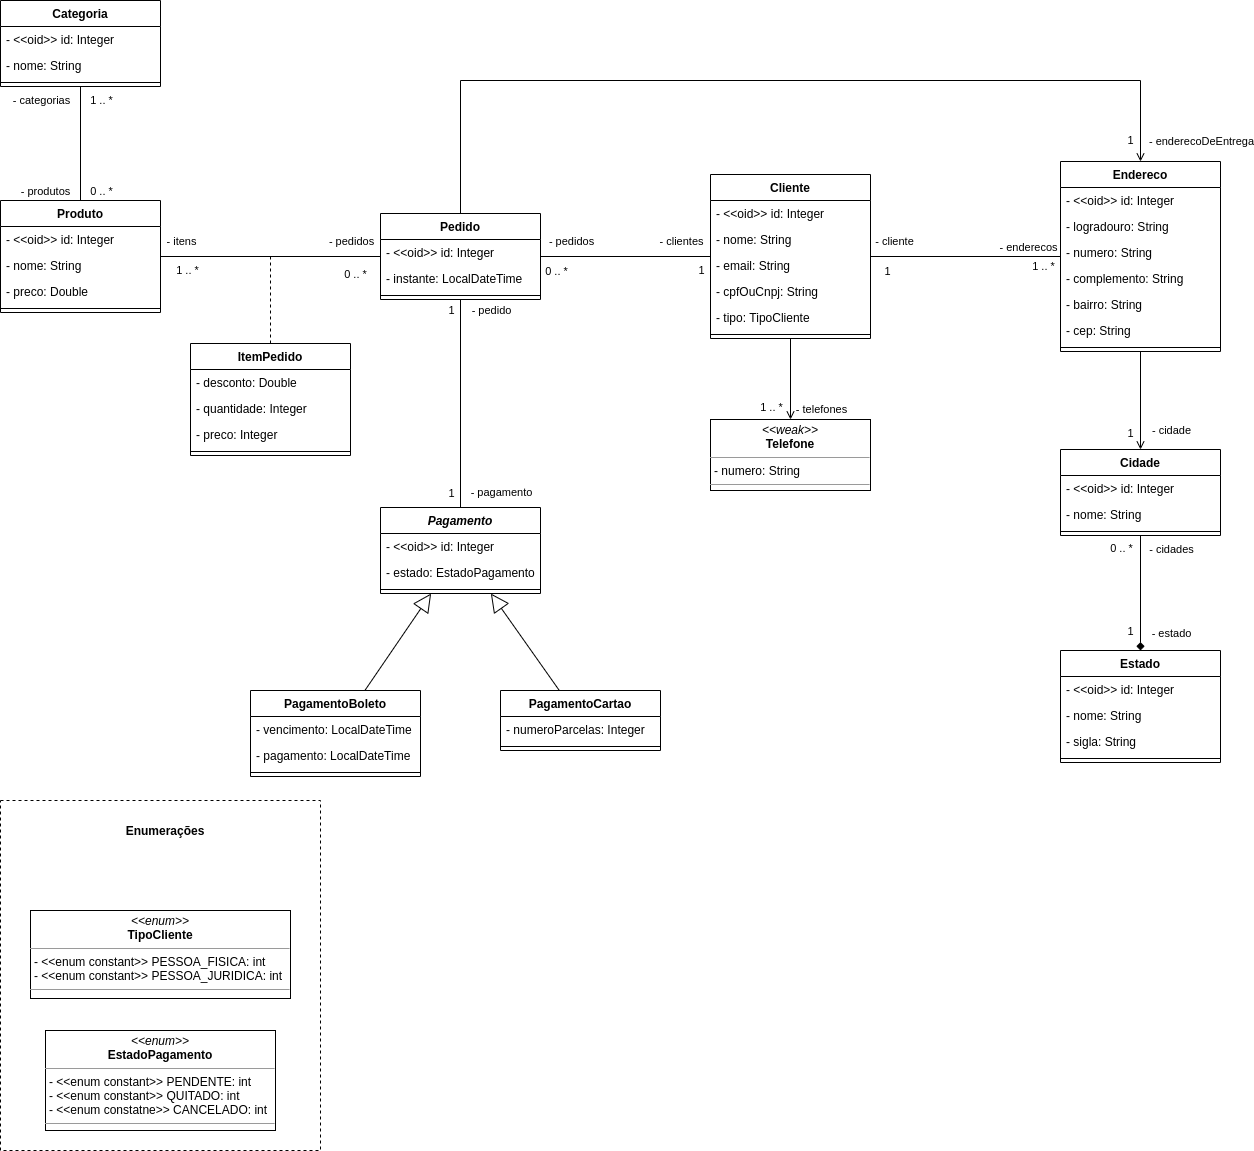 Categoria
- <<oid>> id: Integer
- nome: String
- categorias
1 .. *
- produtos
0 .. *
Produto
- <<oid>> id: Integer
- nome: String
- preco: Double
- itens
1 .. *
- pedidos
0 .. *
ItemPedido
- desconto: Double
- quantidade: Integer
- preco: Integer
Pedido
- <<oid>> id: Integer
- instante: LocalDateTime
- pedidos
0 .. *
- clientes
1
1
- pedido
1
- pagamento
Pagamento
- <<oid>> id: Integer
- estado: EstadoPagamento
PagamentoBoleto
- vencimento: LocalDateTime
- pagamento: LocalDateTime
PagamentoCartao
- numeroParcelas: Integer
Cliente
- <<oid>> id: Integer
- nome: String
- email: String
- cpfOuCnpj: String
- tipo: TipoCliente
- cliente
1
- enderecos
1 .. *
1 .. *
- telefones
<<weak>>
Telefone
- numero: String
1
- enderecoDeEntrega
Endereco
- <<oid>> id: Integer
- logradouro: String
- numero: String
- complemento: String
- bairro: String
- cep: String
1
- cidade
Cidade
- <<oid>> id: Integer
- nome: String
0 .. *
- cidades
1
- estado
Estado
- <<oid>> id: Integer
- nome: String
- sigla: String
Enumerações
<<enum>>
TipoCliente
- <<enum constant>> PESSOA_FISICA: int
- <<enum constant>> PESSOA_JURIDICA: int
<<enum>>
EstadoPagamento
- <<enum constant>> PENDENTE: int
- <<enum constant>> QUITADO: int
- <<enum constatne>> CANCELADO: int